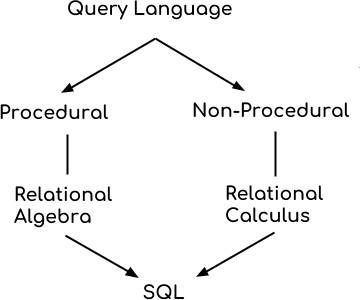 Query Language
Procedural
Non-Procedural
Relational
Algebra
Relational
Calculus
SQL